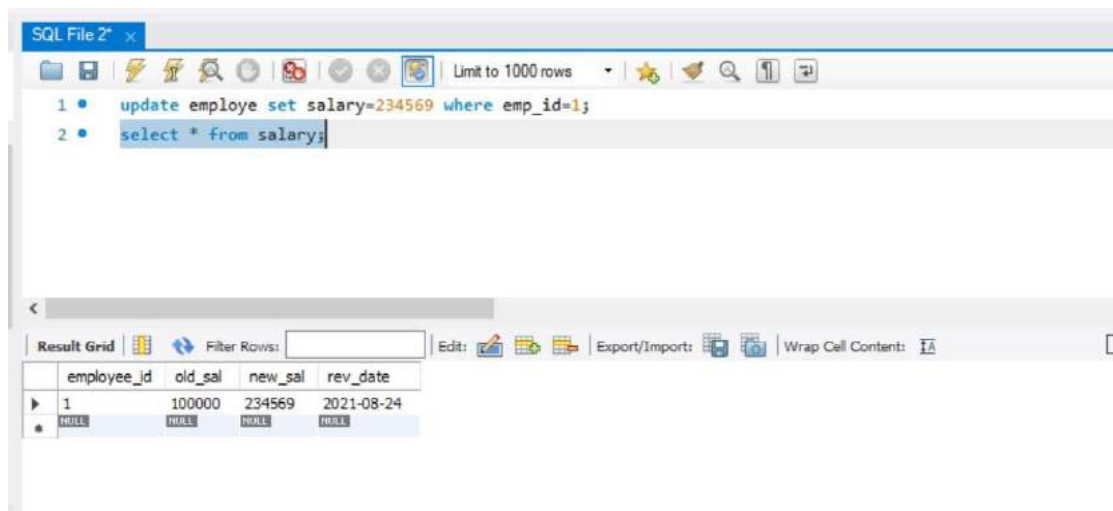 SQL File 2*
Limit to 1000 rows
1 update employe set salary=234569 where emp_id=1;
2 select * from salary;
Result Grid Filter Rows: Edit: Export/Import: Wrap Cell Content:
employee_id old_sal new_sal rev_date
1 100000 234569 2021-08-24
NULL NULL NULL NULL